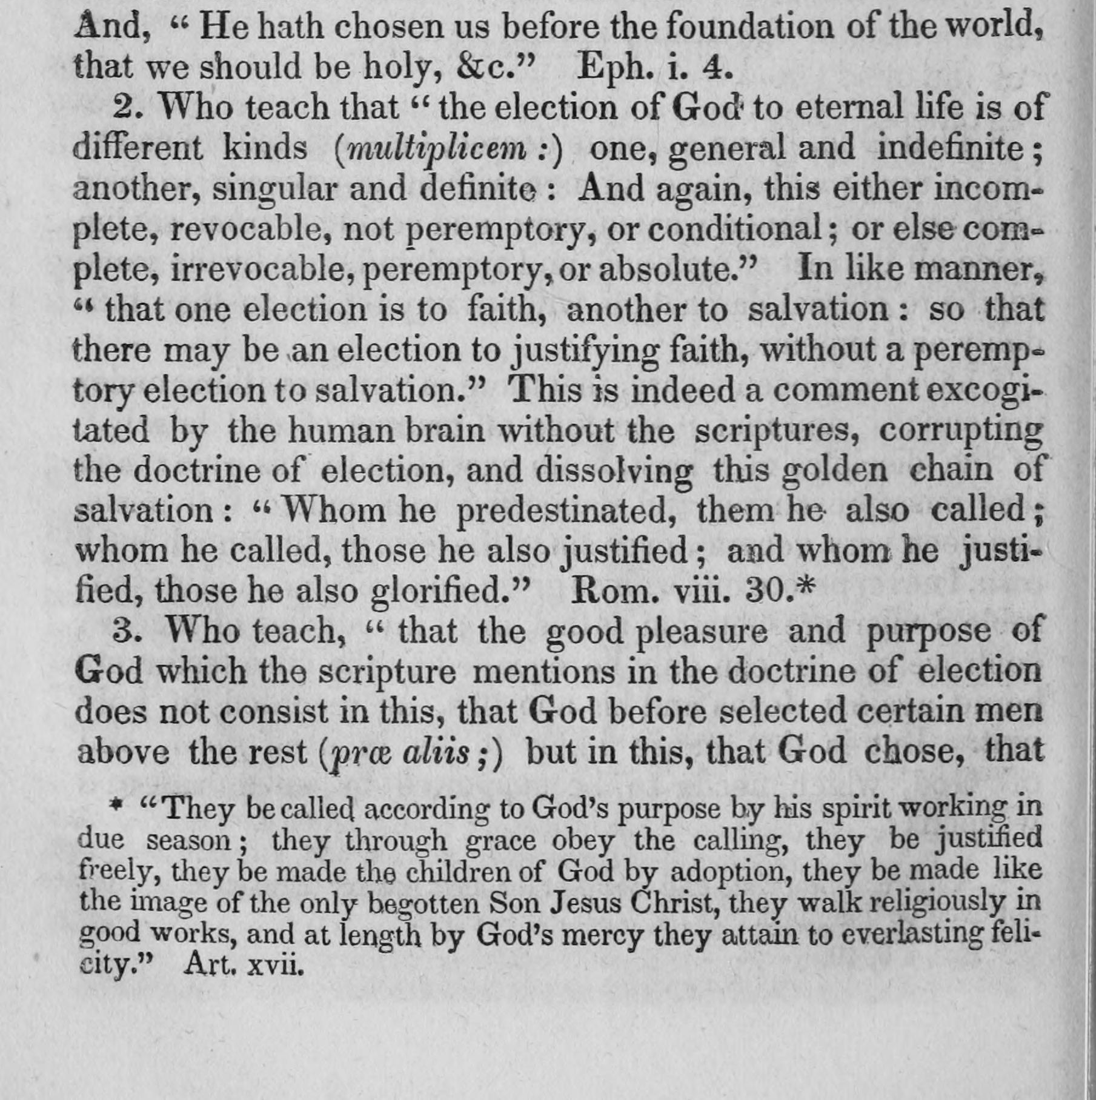 And, “ He hath chosen us before the foundation of the world,
that we should be holy, &c.” Eph. i. 4.
2. Who teach that “ the election of God to eternal life is of
different kinds (multiplicem :) one, general and indefinite ;
another, singular and definite : And again, this either incom-
plete, revocable, not peremptory, or conditional ; or else com-
plete, irrevocable, peremptory, or absolute.” In like manner,
“ that one election is to faith, another to salvation : so that
there may be an election to justifying faith, without a peremp-
tory election to salvation.” This is indeed a comment excogi-
tated by the human brain without the scriptures, corrupting
the doctrine of election, and dissolving this golden chain of
salvation : “ Whom he predestinated, them he also called ;
whom he called, those he also justified ; and whom he justi-
fied, those he also glorified.” Rom. viii. 30.*
3. Who teach, “ that the good pleasure and purpose of
God which the scripture mentions in the doctrine of election
does not consist in this, that God before selected certain men
above the rest (præ aliis ;) but in this, that God chose, that
* “They be called according to God’s purpose by his spirit working in
due season ; they through grace obey the calling, they be justified
freely, they be made the children of God by adoption, they be made like
the image of the only begotten Son Jesus Christ, they walk religiously in
good works, and at length by God’s mercy they attain to everlasting feli-
city.” Art. xvii.